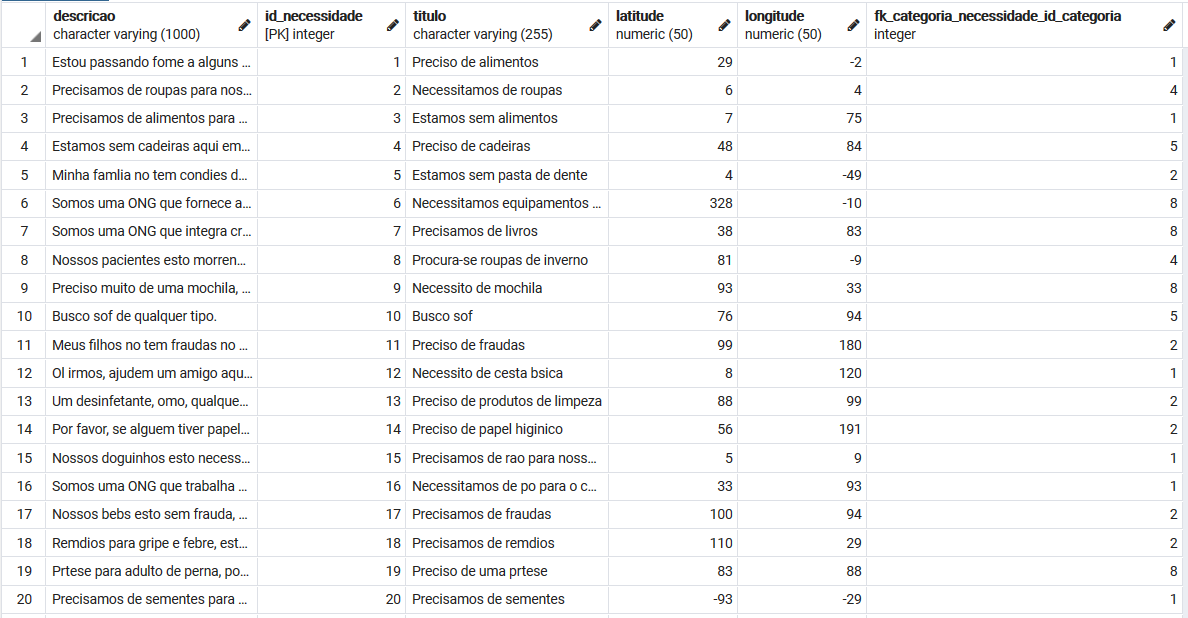 descricao id_necessidade titulo latitude longitude fk_categoria_necessidade_id_categoria
character varying (1000) [PK] integer character varying (255) numeric (50) numeric (50) integer
1 Estou passando fome a alguns ... 1 Preciso de alimentos 29 -2 1
2 Precisamos de roupas para nos... 2 Necessitamos de roupas 6 4 4
3 Precisamos de alimentos para ... 3 Estamos sem alimentos 7 75 1
4 Estamos sem cadeiras aqui em... 4 Preciso de cadeiras 48 84 5
5 Minha famlia no tem condies d... 5 Estamos sem pasta de dente 4 -49 2
6 Somos uma ONG que fornece a... 6 Necessitamos equipamentos ... 328 -10 8
7 Somos uma ONG que integra cr... 7 Precisamos de livros 38 83 8
8 Nossos pacientes esto morren... 8 Procura-se roupas de inverno 81 -9 4
9 Preciso muito de uma mochila, ... 9 Necessito de mochila 93 33 8
10 Busco sof de qualquer tipo. 10 Busco sof 76 94 5
11 Meus filhos no tem fraudas no ... 11 Preciso de fraudas 99 180 2
12 Ol irmos, ajudem um amigo aqu... 12 Necessito de cesta bsica 8 120 1
13 Um desinfetante, omo, qualque... 13 Preciso de produtos de limpeza 88 99 2
14 Por favor, se alguem tiver papel... 14 Preciso de papel higinico 56 191 2
15 Nossos doguinhos esto necess... 15 Precisamos de rao para noss... 5 9 1
16 Somos uma ONG que trabalha ... 16 Necessitamos de po para o c... 33 93 1
17 Nossos bebs esto sem frauda, ... 17 Precisamos de fraudas 100 94 2
18 Remdios para gripe e febre, est... 18 Precisamos de remdios 110 29 2
19 Prtese para adulto de perna, po... 19 Preciso de uma prtese 83 88 8
20 Precisamos de sementes para ... 20 Precisamos de sementes -93 -29 1